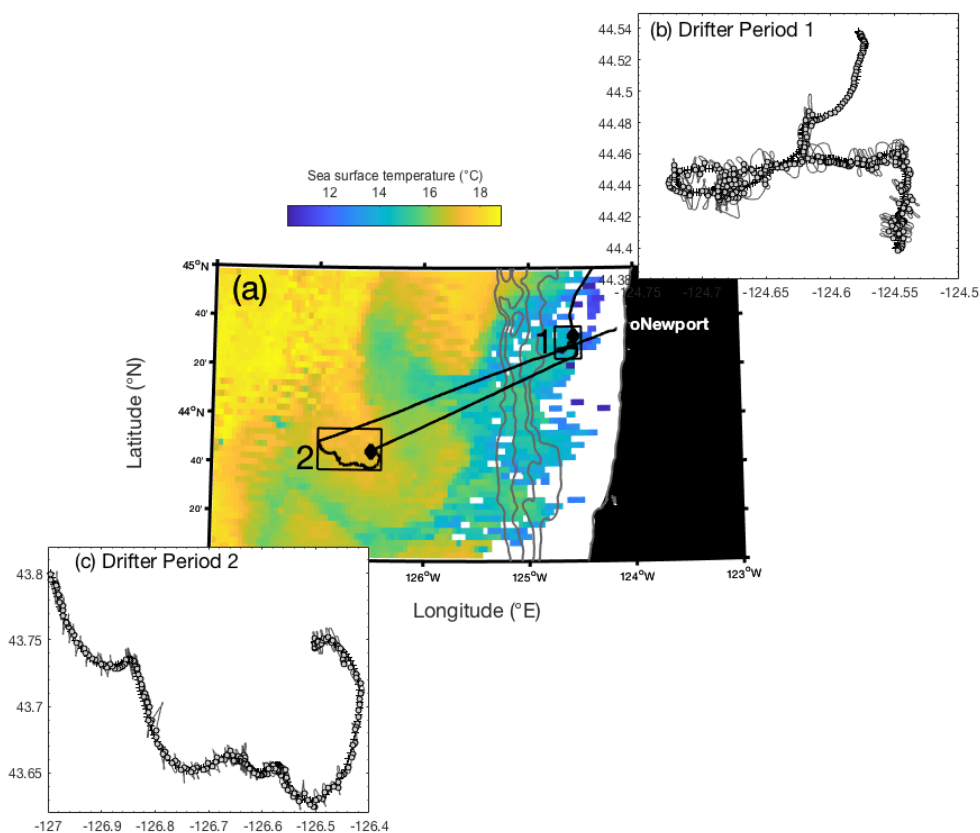 (b) Drifter Period 1
44.54
44.52
44.5
44.48
44.46
44.44
44.42
44.4
44.38
-124.75 -124.7 -124.65 -124.6 -124.55 -124.5
Sea surface temperature (°C)
12 14 16 18
(a)
45°N
40'
20'
44°N
40'
20'
Latitude (°N)
1
2
roNewport
126°W 125°W 124°W 123°W
Longitude (°E)
(c) Drifter Period 2
43.8
43.75
43.7
43.65
-127 -126.9 -126.8 -126.7 -126.6 -126.5 -126.4